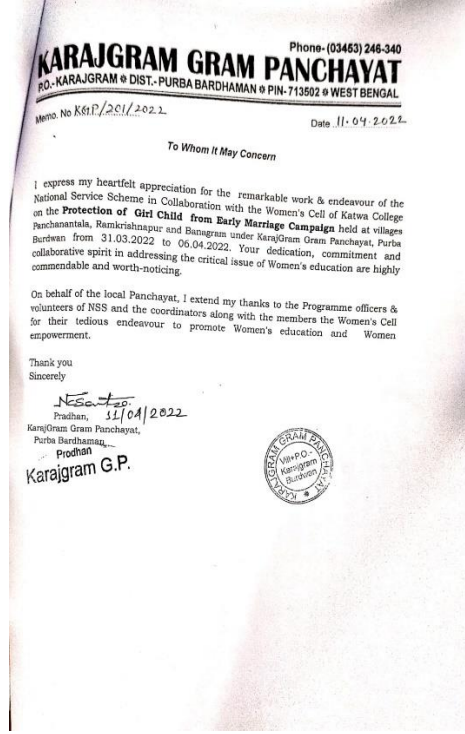 Phone- (03453) 246-340
KARAJGRAM GRAM PANCHAYAT
P.O.- KARAJGRAM * DIST.- PURBA BARDHAMAN * PIN- 713502 * WEST BENGAL
Memo. No KGP/201/2022
Date 11.04.2022
To Whom It May Concern
I express my heartfelt appreciation for the remarkable work & endeavour of the
National Service Scheme in Collaboration with the Women's Cell of Katwa College
on the Protection of Girl Child from Early Marriage Campaign held at villages
Panchanantala, Ramkrishnapur and Banagram under KarajGram Gram Panchayat, Purba
Burdwan from 31.03.2022 to 06.04.2022. Your dedication, commitment and
collaborative spirit in addressing the critical issue of Women's education are highly
commendable and worth-noticing.
On behalf of the local Panchayat, I extend my thanks to the Programme officers &
volunteers of NSS and the coordinators along with the members the Women's Cell
for their tedious endeavour to promote Women's education and Women
empowerment.
Thank you
Sincerely
Pradhan, 11/04/2022
KarajGram Gram Panchayat,
Purba Bardhaman
Prodhan
Karajgram G.P.
KARAJGRAM GRAM PANCHAYAT
Vill+P.O.-
Karajgram
Burdwan